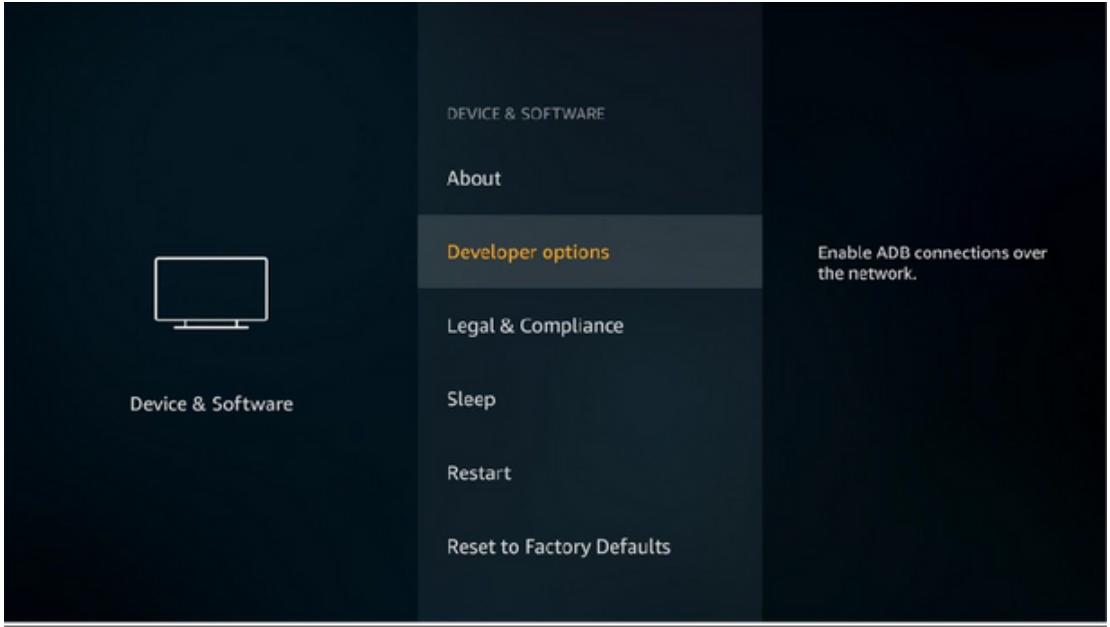 Device & Software
DEVICE & SOFTWARE
About
Developer options
Legal & Compliance
Sleep
Restart
Reset to Factory Defaults
Enable ADB connections over
the network.